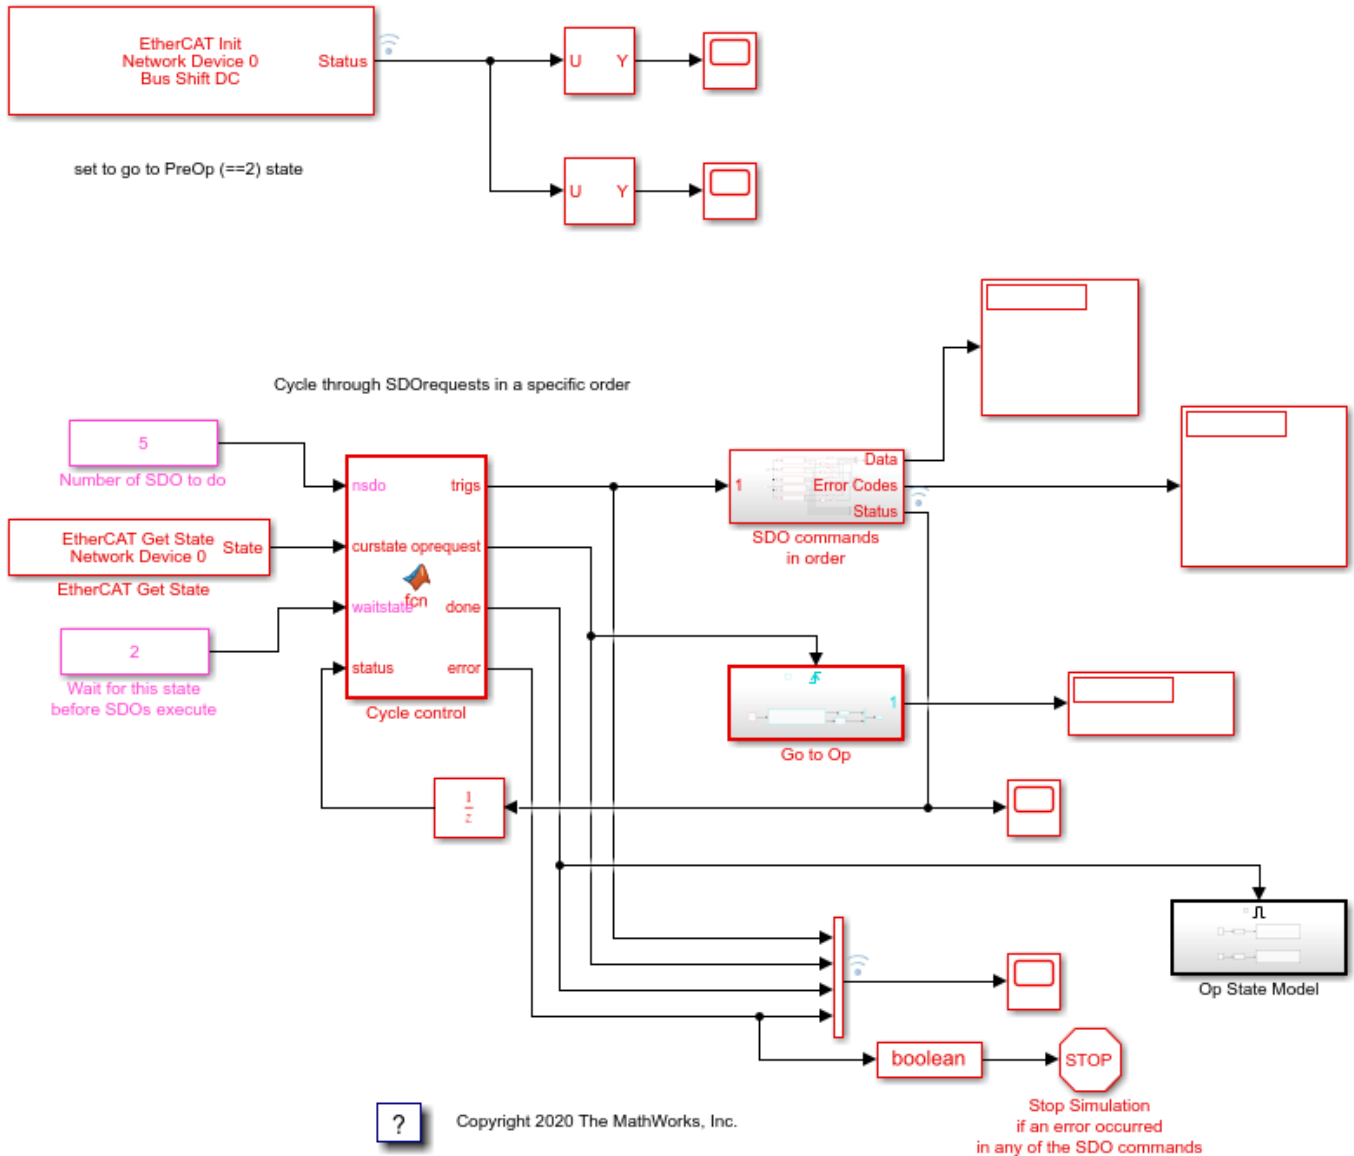 EtherCAT Init
Network Device 0
Bus Shift DC
Status
U Y
set to go to PreOp (==2) state
U Y
Cycle through SDOrequests in a specific order
5
Number of SDO to do
EtherCAT Get State
Network Device 0
State
EtherCAT Get State
2
Wait for this state
before SDOs execute
nsdo
trigs
curstate
oprequest
fcn
waitstate
done
status
error
Cycle control
1
Data
Error Codes
Status
SDO commands
in order
1
Go to Op
1
z
Op State Model
boolean
STOP
Stop Simulation
if an error occurred
in any of the SDO commands
?
Copyright 2020 The MathWorks, Inc.